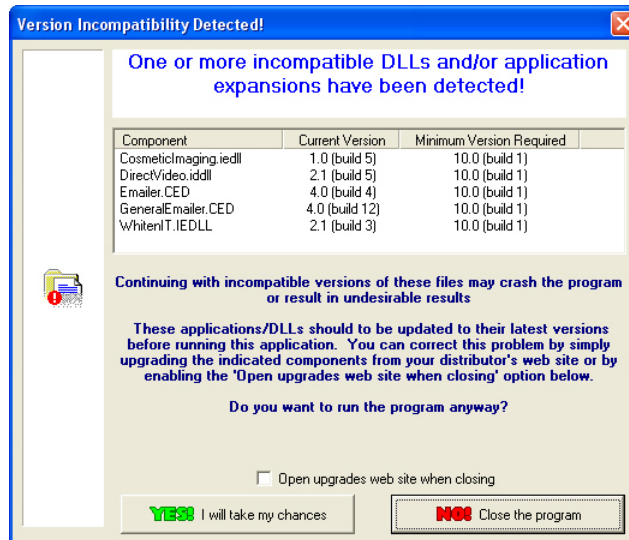 Version Incompatibility Detected!
One or more incompatible DLLs and/or application
expansions have been detected!
Component Current Version Minimum Version Required
CosmeticImaging.iedll 1.0 (build 5) 10.0 (build 1)
DirectVideo.iddll 2.1 (build 5) 10.0 (build 1)
Emailer.CED 4.0 (build 4) 10.0 (build 1)
GeneralEmailer.CED 4.0 (build 12) 10.0 (build 1)
WhitenIT.IEDLL 2.1 (build 3) 10.0 (build 1)
Continuing with incompatible versions of these files may crash the program
or result in undesirable results
These applications/DLLs should to be updated to their latest versions
before running this application. You can correct this problem by simply
upgrading the indicated components from your distributor's web site or by
enabling the 'Open upgrades web site when closing' option below.
Do you want to run the program anyway?
Open upgrades web site when closing
YES! I will take my chances
NO! Close the program